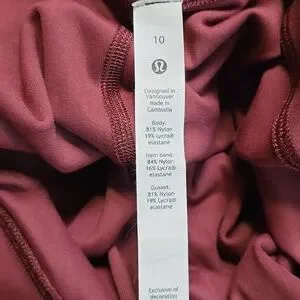 10
Designed in
Vancouver
Made in
Cambodia
Body:
81% Nylon
19% Lycra®
elastane
Hem band:
84% Nylon
16% Lycra®
elastane
Gusset:
81% Nylon
19% Lycra®
elastane
Exclusive of
decoration